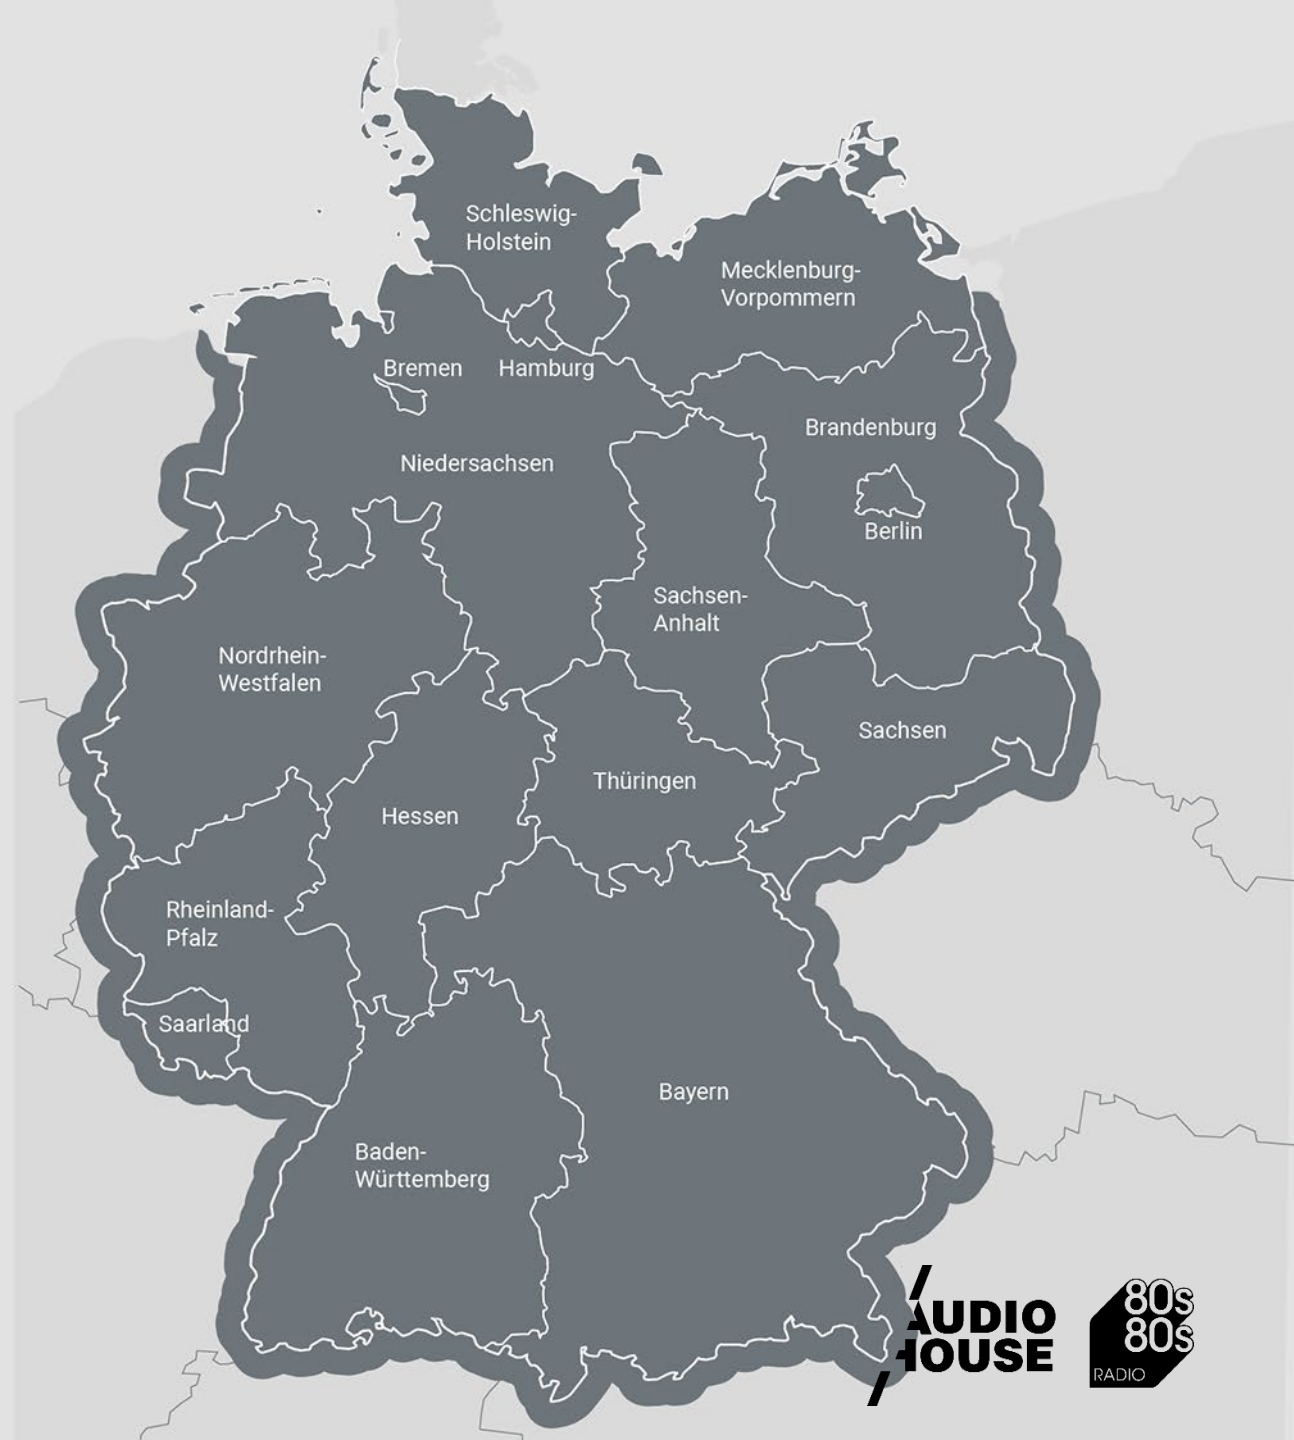 Schleswig-
Holstein
Mecklenburg-
Vorpommern
Bremen
Hamburg
Brandenburg
Niedersachsen
Berlin
Sachsen-
Anhalt
Nordrhein-
Westfalen
Sachsen
Thüringen
Hessen
Rheinland-
Pfalz
Saarland
Bayern
Baden-
Württemberg
AUDIO
HOUSE
80s
80s
RADIO